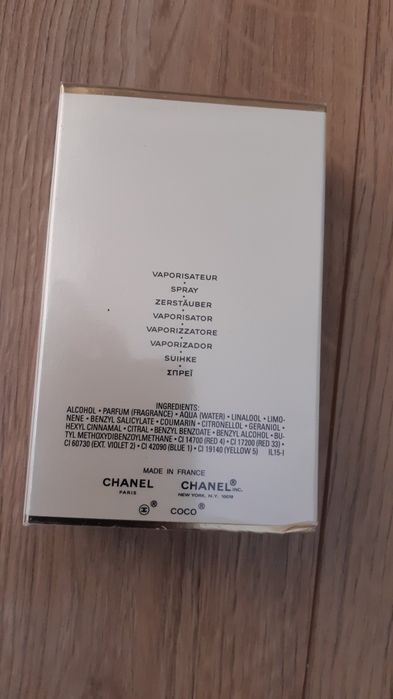 VAPORISATEUR
•
SPRAY
•
ZERSTÄUBER
•
VAPORISATOR
•
VAPORIZZATORE
•
VAPORIZADOR
•
SUIHKE
•
ΣΠΡΕΪ
INGREDIENTS:
ALCOHOL • PARFUM (FRAGRANCE) • AQUA (WATER) • LINALOOL • LIMO-
NENE • BENZYL SALICYLATE • COUMARIN • CITRONELLOL • GERANIOL •
HEXYL CINNAMAL • CITRAL • BENZYL BENZOATE • BENZYL ALCOHOL • BU-
TYL METHOXYDIBENZOYLMETHANE • CI 14700 (RED 4) • CI 17200 (RED 33) •
CI 60730 (EXT. VIOLET 2) • CI 42090 (BLUE 1) • CI 19140 (YELLOW 5) IL15-I
MADE IN FRANCE
CHANEL CHANEL® INC.
PARIS NEW YORK, N.Y. 10019
® COCO®